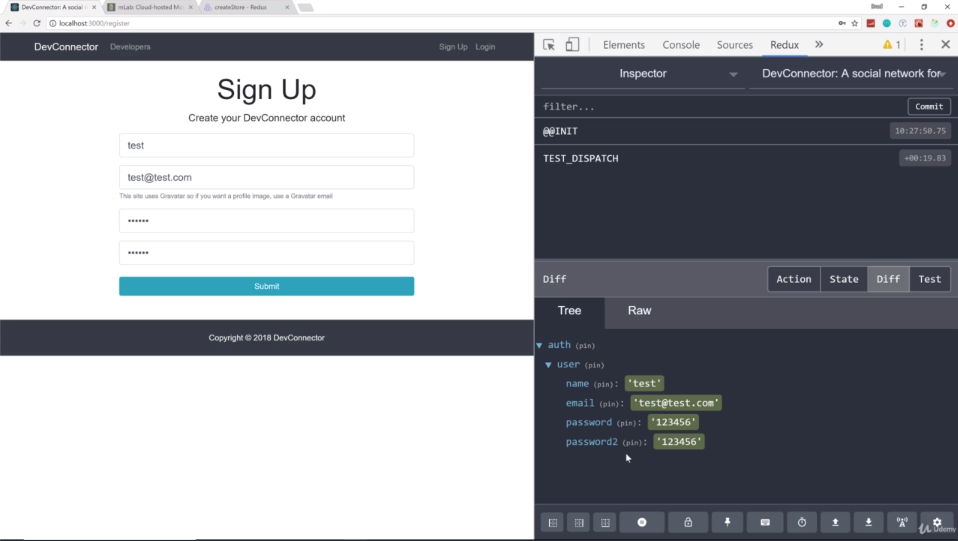 DevConnector: A social n
mLab: Cloud-hosted Mo
createStore - Redux
localhost:3000/register
DevConnector
Developers
Sign Up
Login
Sign Up
Create your DevConnector account
test
test@test.com
This site uses Gravatar so if you want a profile image, use a Gravatar email
••••••
••••••
Submit
Copyright © 2018 DevConnector
Elements
Console
Sources
Redux
1
Inspector
DevConnector: A social network for
filter...
Commit
@@INIT
10:27:50.75
TEST_DISPATCH
+00:19.83
Diff
Action
State
Diff
Test
Tree
Raw
auth (pin)
user (pin)
name (pin): 'test'
email (pin): 'test@test.com'
password (pin): '123456'
password2 (pin): '123456'
Udemy